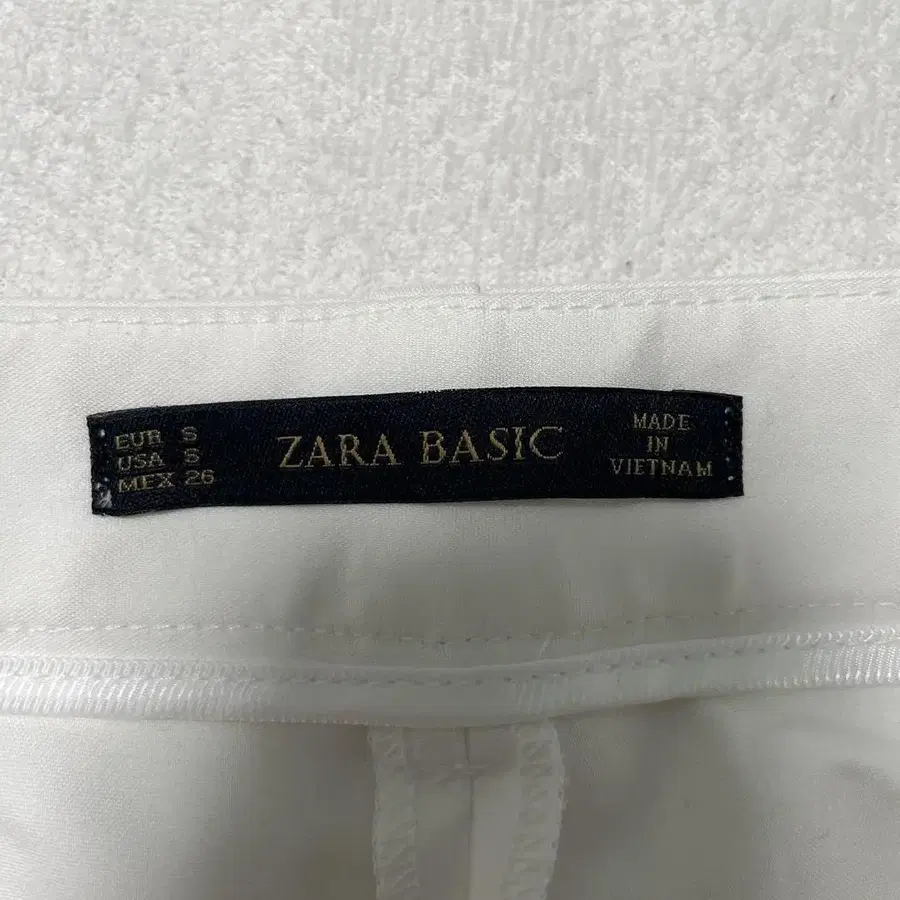 EUR S
USA S
MEX 26
ZARA BASIC
MADE
IN
VIETNAM